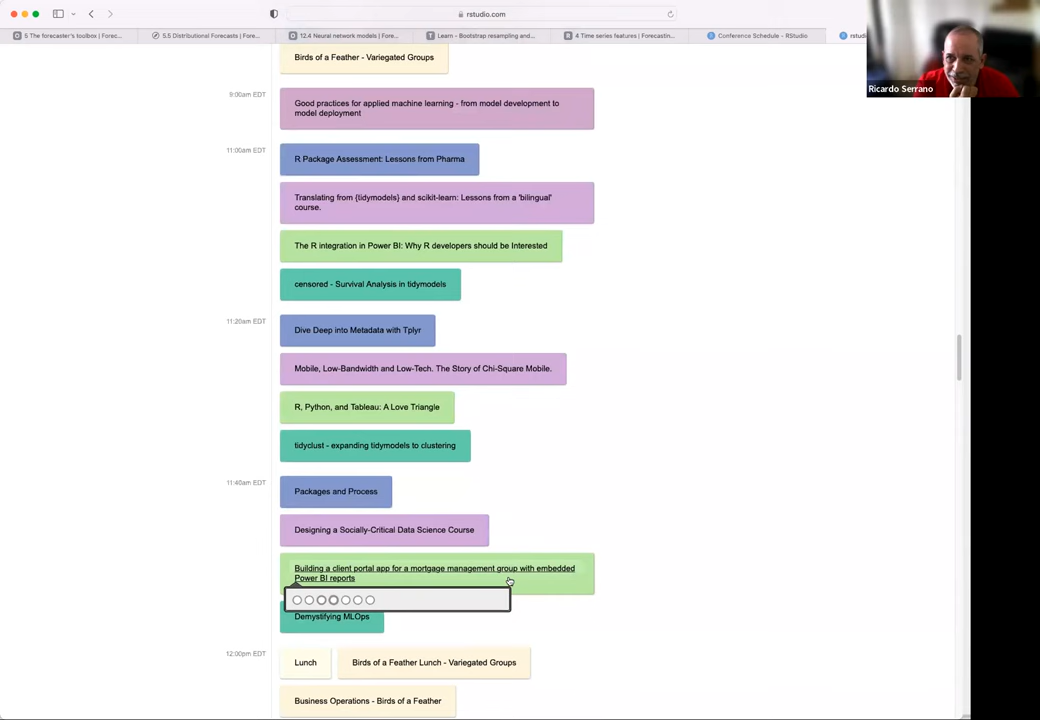 rstudio.com
5 The forecaster's toolbox | Forec...
5.5 Distributional Forecasts | For...
12.4 Neural network models | Fore...
Learn - Bootstrap resampling and...
4 Time series features | Forecastin...
Conference Schedule - RStudio
rstudi
Ricardo Serrano
Birds of a Feather - Variegated Groups
9:00am EDT
Good practices for applied machine learning - from model development to
model deployment
11:00am EDT
R Package Assessment: Lessons from Pharma
Translating from {tidymodels} and scikit-learn: Lessons from a 'bilingual'
course.
The R integration in Power BI: Why R developers should be Interested
censored - Survival Analysis in tidymodels
11:20am EDT
Dive Deep into Metadata with Tplyr
Mobile, Low-Bandwidth and Low-Tech. The Story of Chi-Square Mobile.
R, Python, and Tableau: A Love Triangle
tidyclust - expanding tidymodels to clustering
11:40am EDT
Packages and Process
Designing a Socially-Critical Data Science Course
Building a client portal app for a mortgage management group with embedded
Power BI reports
Demystifying MLOps
12:00pm EDT
Lunch
Birds of a Feather Lunch - Variegated Groups
Business Operations - Birds of a Feather